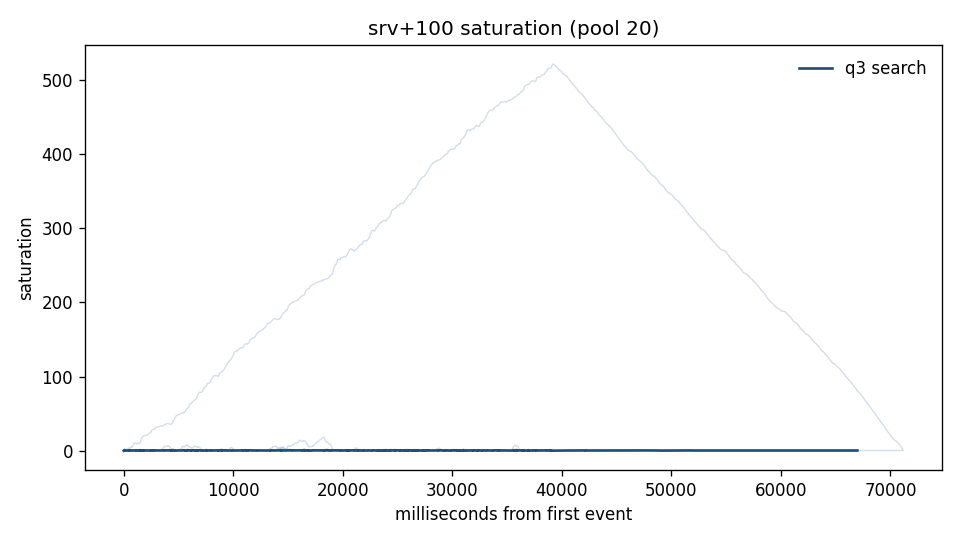 srv+100 saturation (pool 20)
q3 search
saturation
500
400
300
200
100
0
0 10000 20000 30000 40000 50000 60000 70000
milliseconds from first event